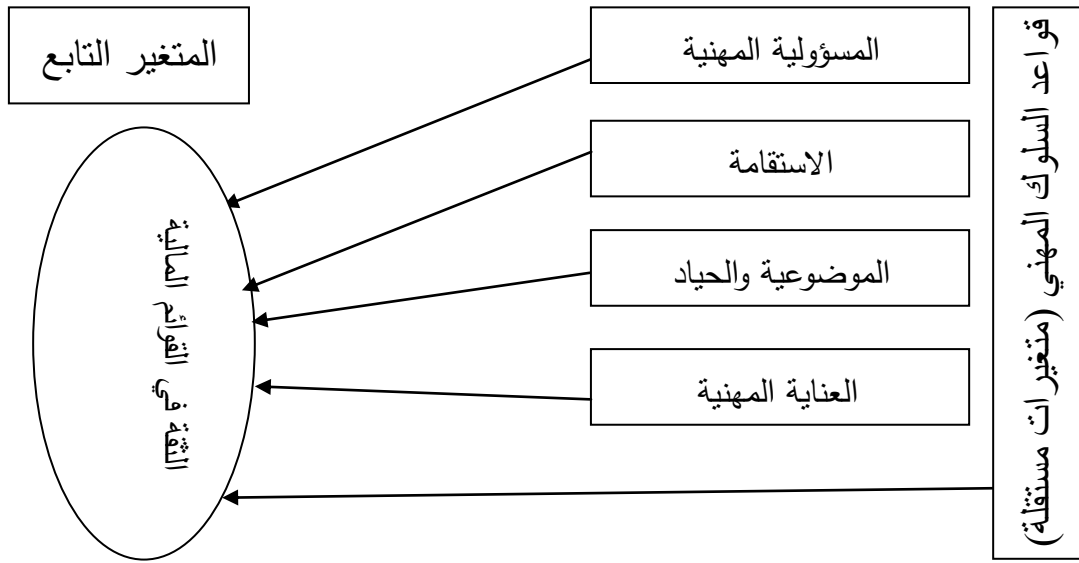 قواعد السلوك المهني (متغيرات مستقلة)
المسؤولية المهنية
الاستقامة
الموضوعية والحياد
العناية المهنية
المتغير التابع
الثقة في القوائم المالية